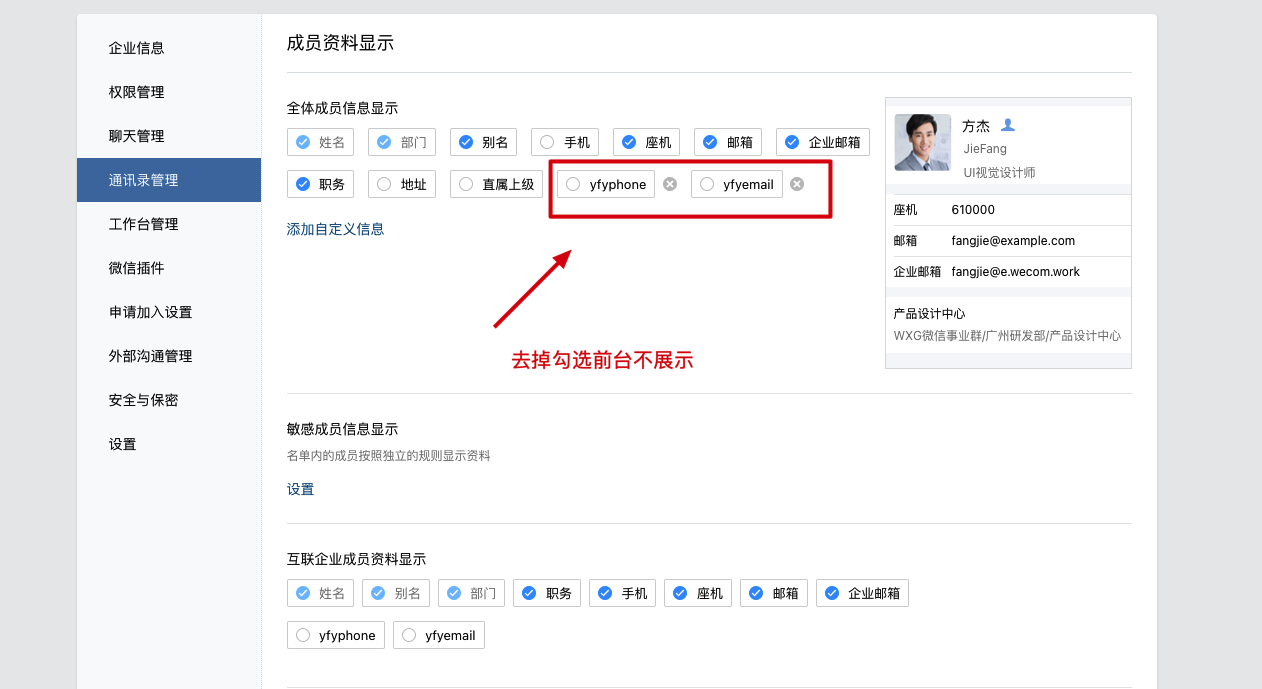 企业信息
权限管理
聊天管理
通讯录管理
工作台管理
微信插件
申请加入设置
外部沟通管理
安全与保密
设置
成员资料显示
全体成员信息显示
姓名 部门 别名 手机 座机 邮箱 企业邮箱
职务 地址 直属上级 yfyphone yfyemail
添加自定义信息
去掉勾选前台不展示
方杰
JieFang
UI视觉设计师
座机 610000
邮箱 fangjie@example.com
企业邮箱 fangjie@e.wecom.work
产品设计中心
WXG微信事业群/广州研发部/产品设计中心
敏感成员信息显示
名单内的成员按照独立的规则显示资料
设置
互联企业成员资料显示
姓名 别名 部门 职务 手机 座机 邮箱 企业邮箱
yfyphone yfyemail